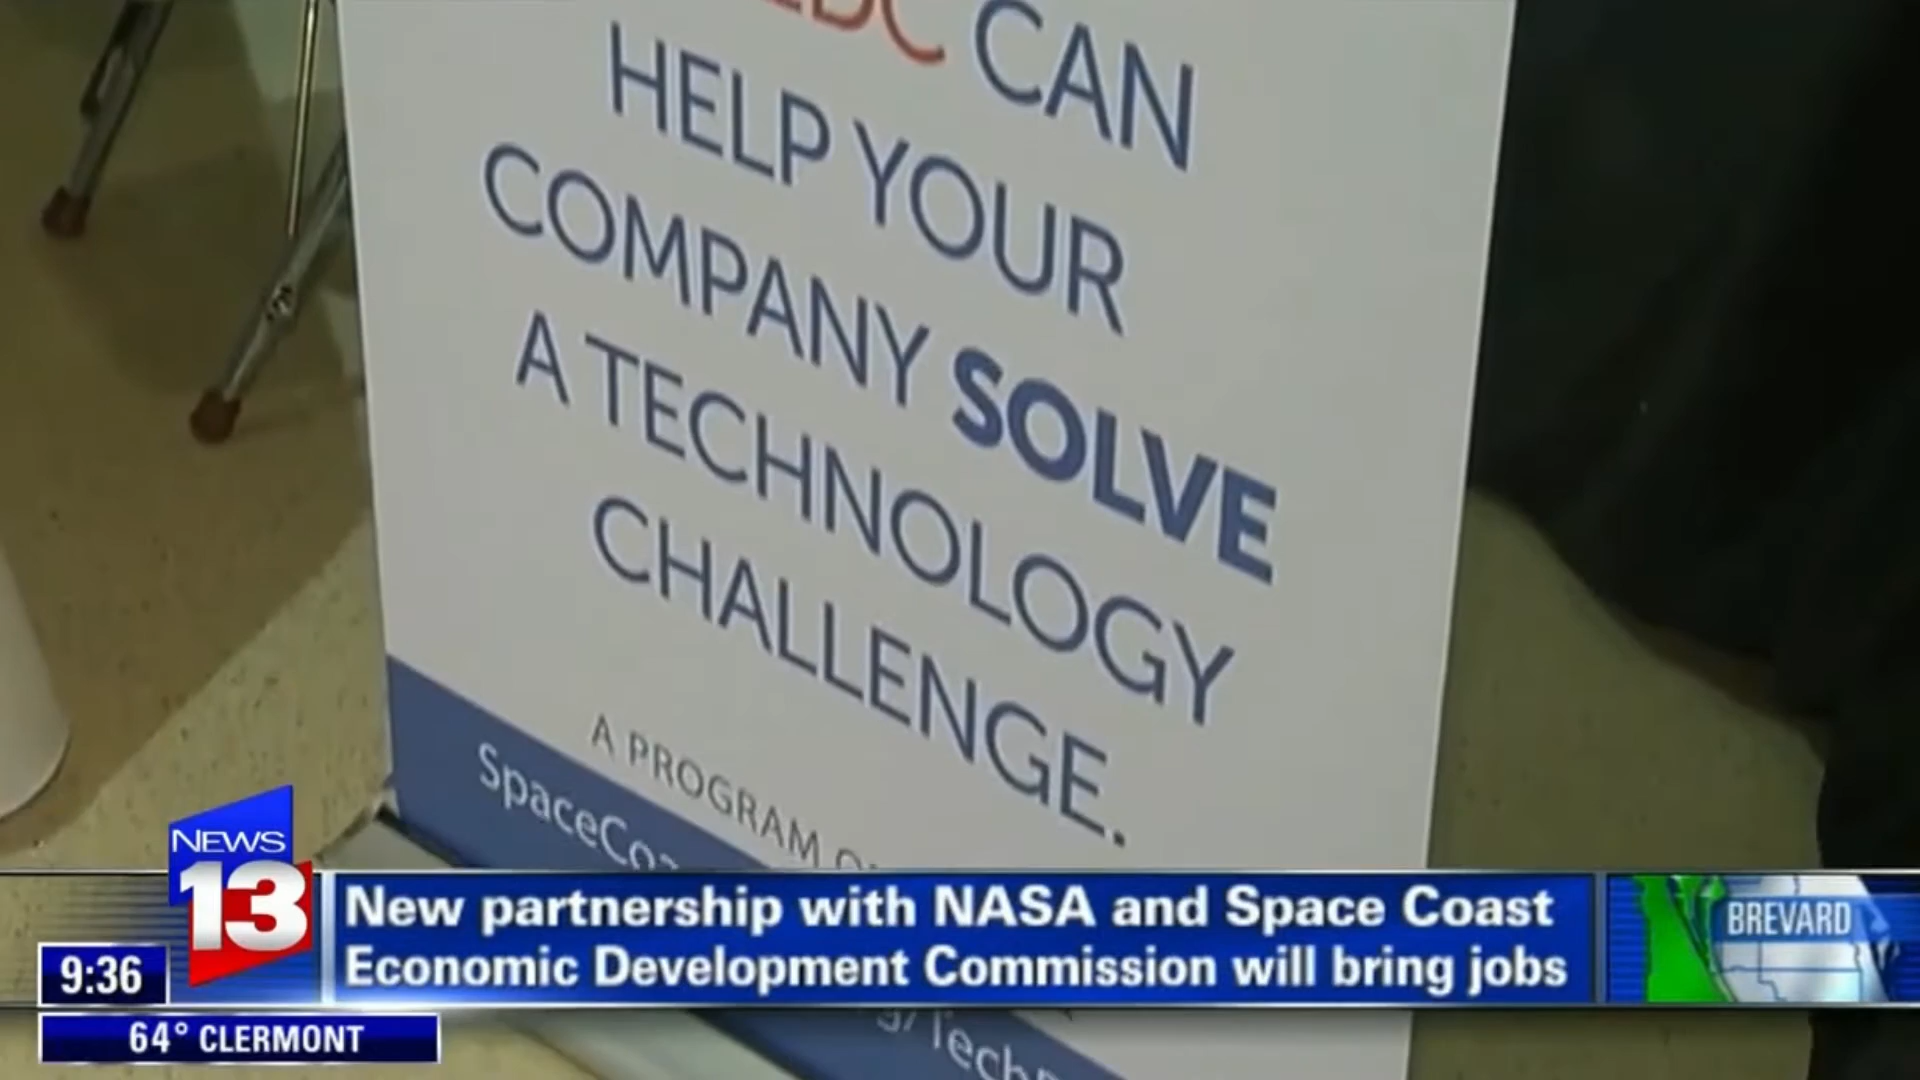 CAN
HELP YOUR
COMPANY SOLVE
A TECHNOLOGY
CHALLENGE.
A PROGRAM
NEWS
13
New partnership with NASA and Space Coast
Economic Development Commission will bring jobs
BREVARD
9:36
64° CLERMONT